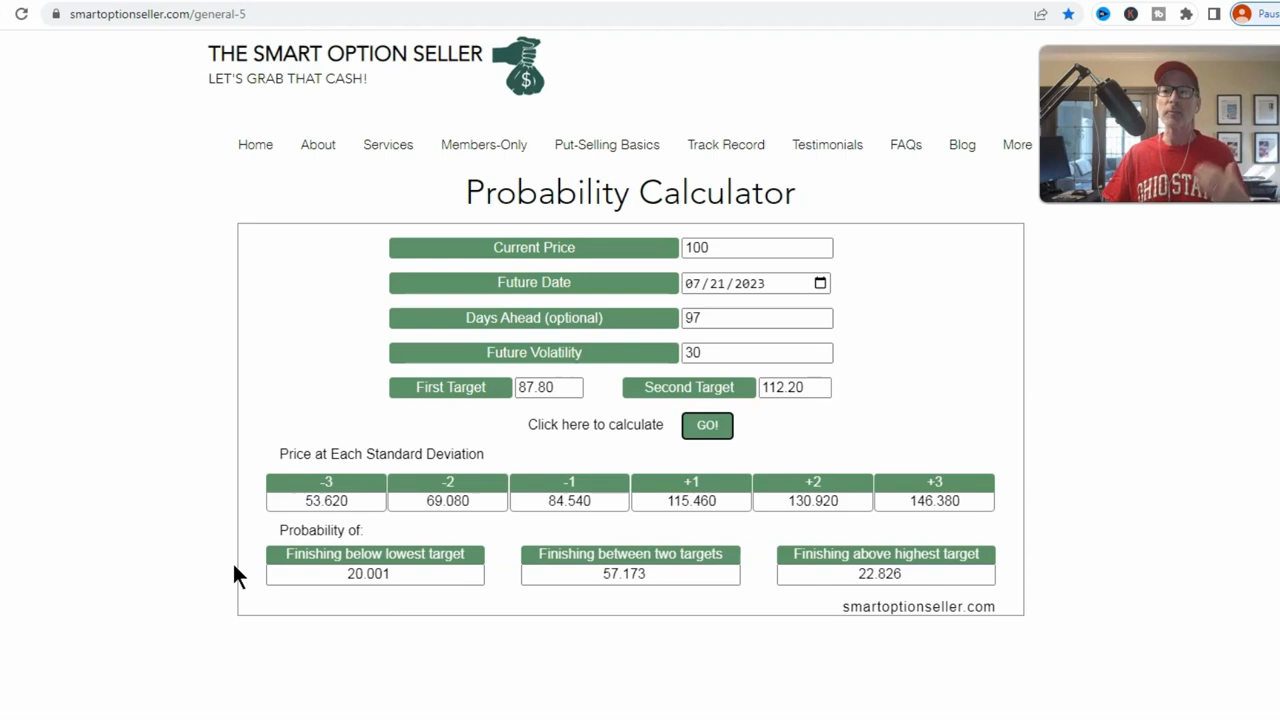 smartoptionseller.com/general-5
Paus
THE SMART OPTION SELLER
LET'S GRAB THAT CASH!
$
Home About Services Members-Only Put-Selling Basics Track Record Testimonials FAQs Blog More
OHIO STA
Probability Calculator
Current Price 100
Future Date 07/21/2023
Days Ahead (optional) 97
Future Volatility 30
First Target 87.80 Second Target 112.20
Click here to calculate GO!
Price at Each Standard Deviation
-3 -2 -1 +1 +2 +3
53.620 69.080 84.540 115.460 130.920 146.380
Probability of:
Finishing below lowest target Finishing between two targets Finishing above highest target
20.001 57.173 22.826
smartoptionseller.com